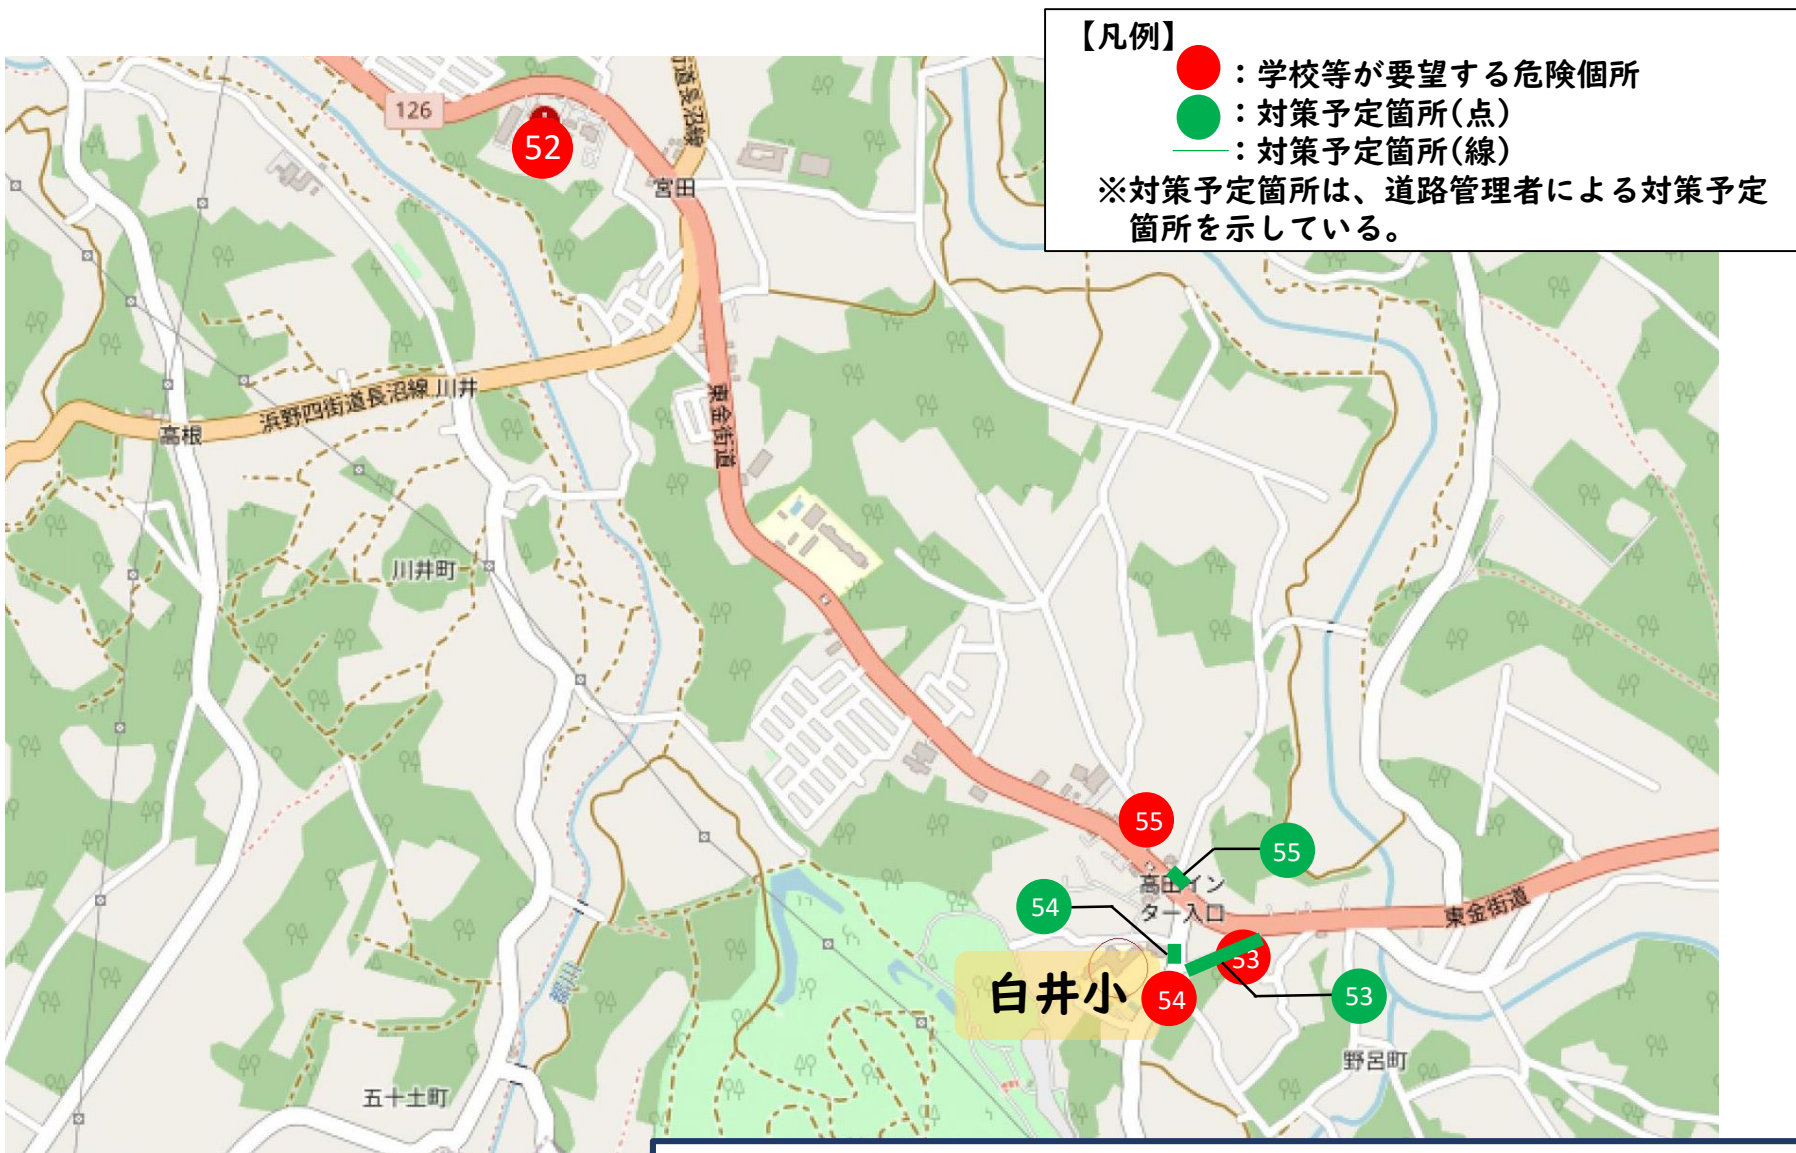 【凡例】
：学校等が要望する危険個所
：対策予定箇所(点)
：対策予定箇所(線)
※対策予定箇所は、道路管理者による対策予定
箇所を示している。
街道長沼線
126
52
宮田
浜野四街道長沼線
川井
高根
東金街道
川井町
55
55
高田イン
ター入口
54
東金街道
53
白井小
54
53
野呂町
五十土町